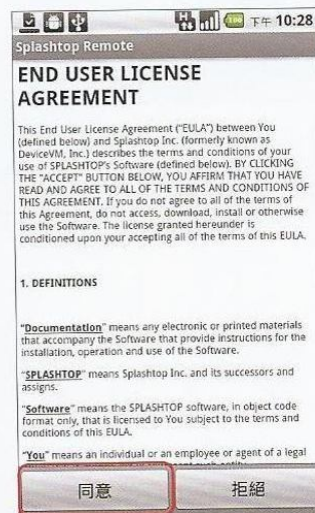 下午 10:28
Splashtop Remote
END USER LICENSE
AGREEMENT
This End User License Agreement ("EULA") between You
(defined below) and Splashtop Inc. (formerly known as
DeviceVM, Inc.) describes the terms and conditions of your
use of SPLASHTOP's Software (defined below). BY CLICKING
THE "ACCEPT" BUTTON BELOW, YOU AFFIRM THAT YOU HAVE
READ AND AGREE TO ALL OF THE TERMS AND CONDITIONS OF
THIS AGREEMENT. If you do not agree to all of the terms of
this Agreement, do not access, download, install or otherwise
use the Software. The license granted hereunder is
conditioned upon your accepting all of the terms of this EULA.
1. DEFINITIONS
"Documentation" means any electronic or printed materials
that accompany the Software that provide instructions for the
installation, operation and use of the Software.
"SPLASHTOP" means Splashtop Inc. and its successors and
assigns.
"Software" means the SPLASHTOP software, in object code
format only, that is licensed to You subject to the terms and
conditions of this EULA.
"You" means an individual or an employee or agent of a legal
同意
拒絕